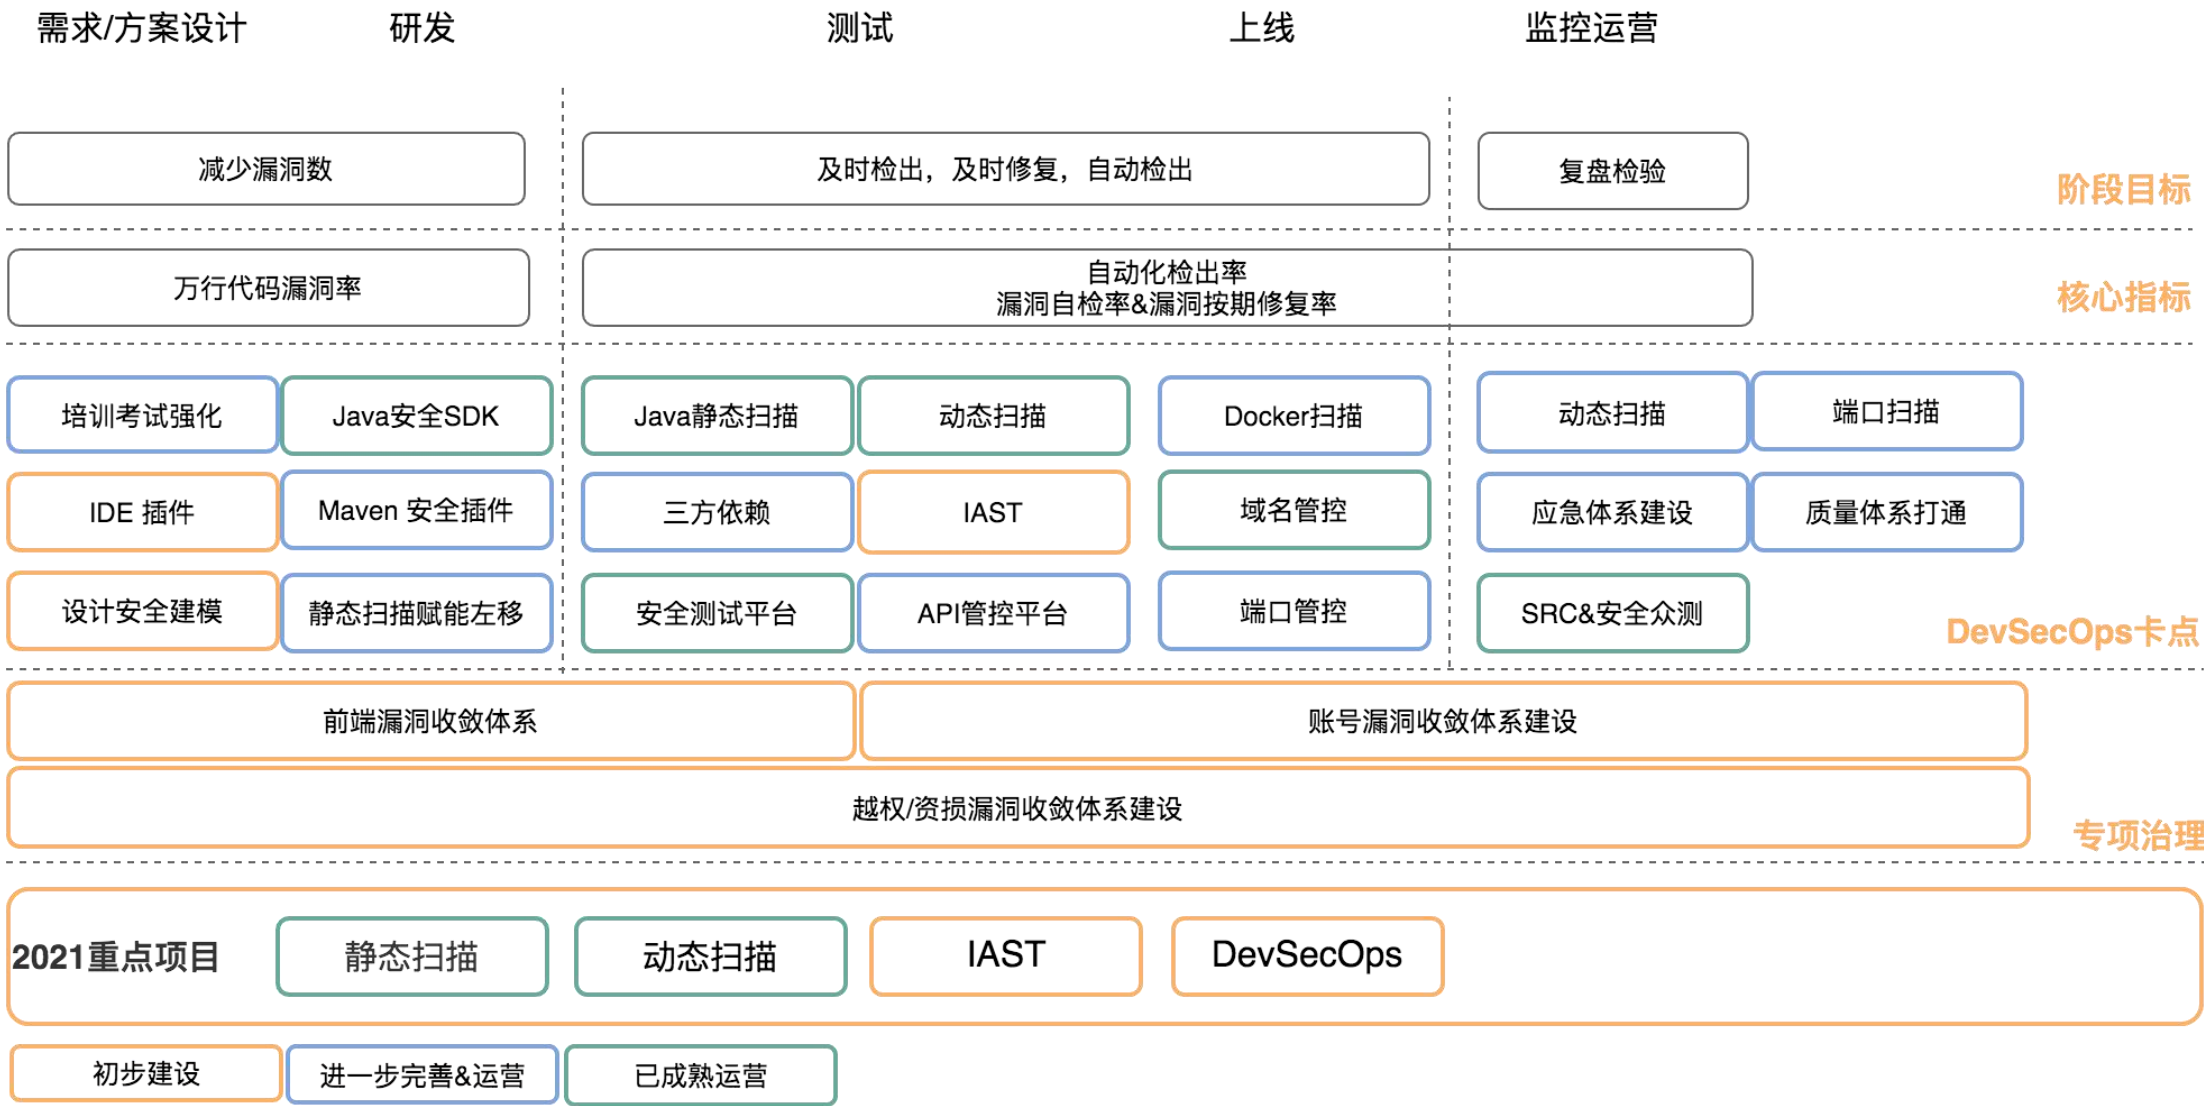 需求/方案设计
研发
测试
上线
监控运营
减少漏洞数
及时检出，及时修复，自动检出
复盘检验
阶段目标
万行代码漏洞率
自动化检出率
漏洞自检率&漏洞按期修复率
核心指标
培训考试强化
Java安全SDK
Java静态扫描
动态扫描
Docker扫描
动态扫描
端口扫描
IDE 插件
Maven 安全插件
三方依赖
IAST
域名管控
应急体系建设
质量体系打通
设计安全建模
静态扫描赋能左移
安全测试平台
API管控平台
端口管控
SRC&安全众测
DevSecOps卡点
前端漏洞收敛体系
账号漏洞收敛体系建设
越权/资损漏洞收敛体系建设
专项治理
2021重点项目
静态扫描
动态扫描
IAST
DevSecOps
初步建设
进一步完善&运营
已成熟运营